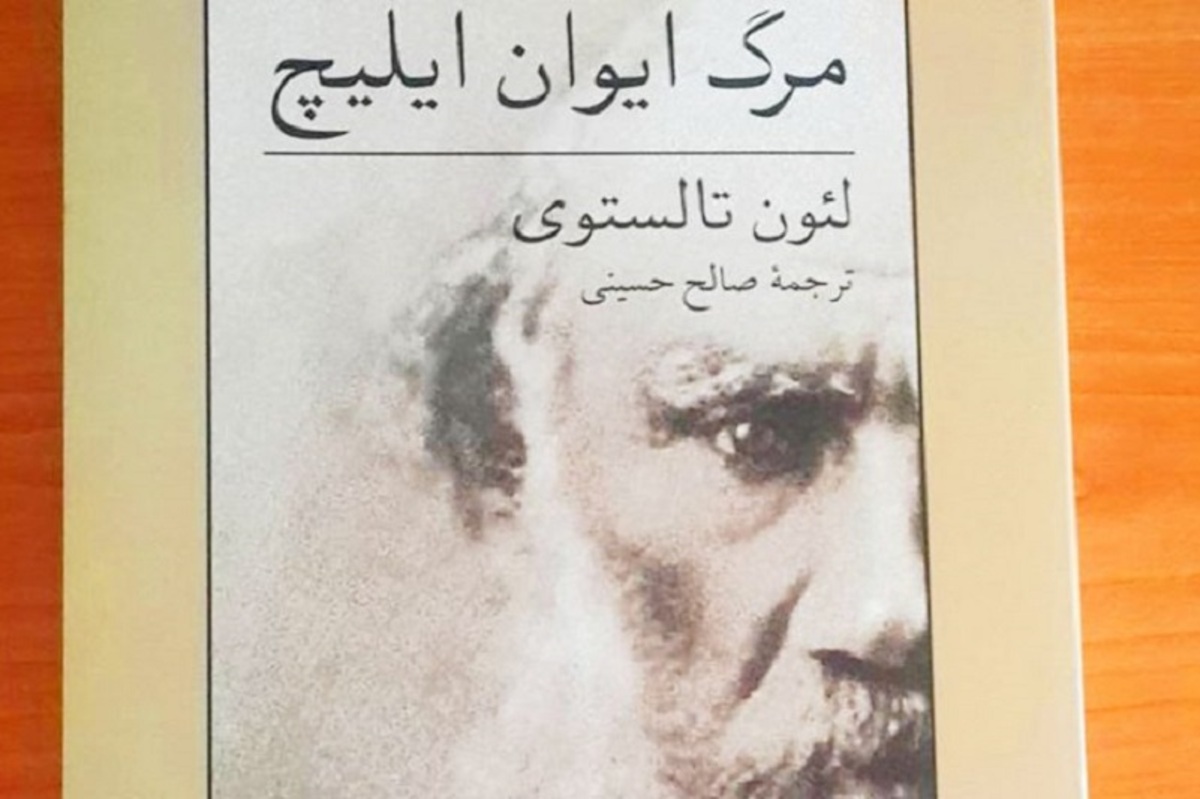 مرگ ایوان ایلیچ
لئون تالستوی
ترجمهٔ صالح حسینی